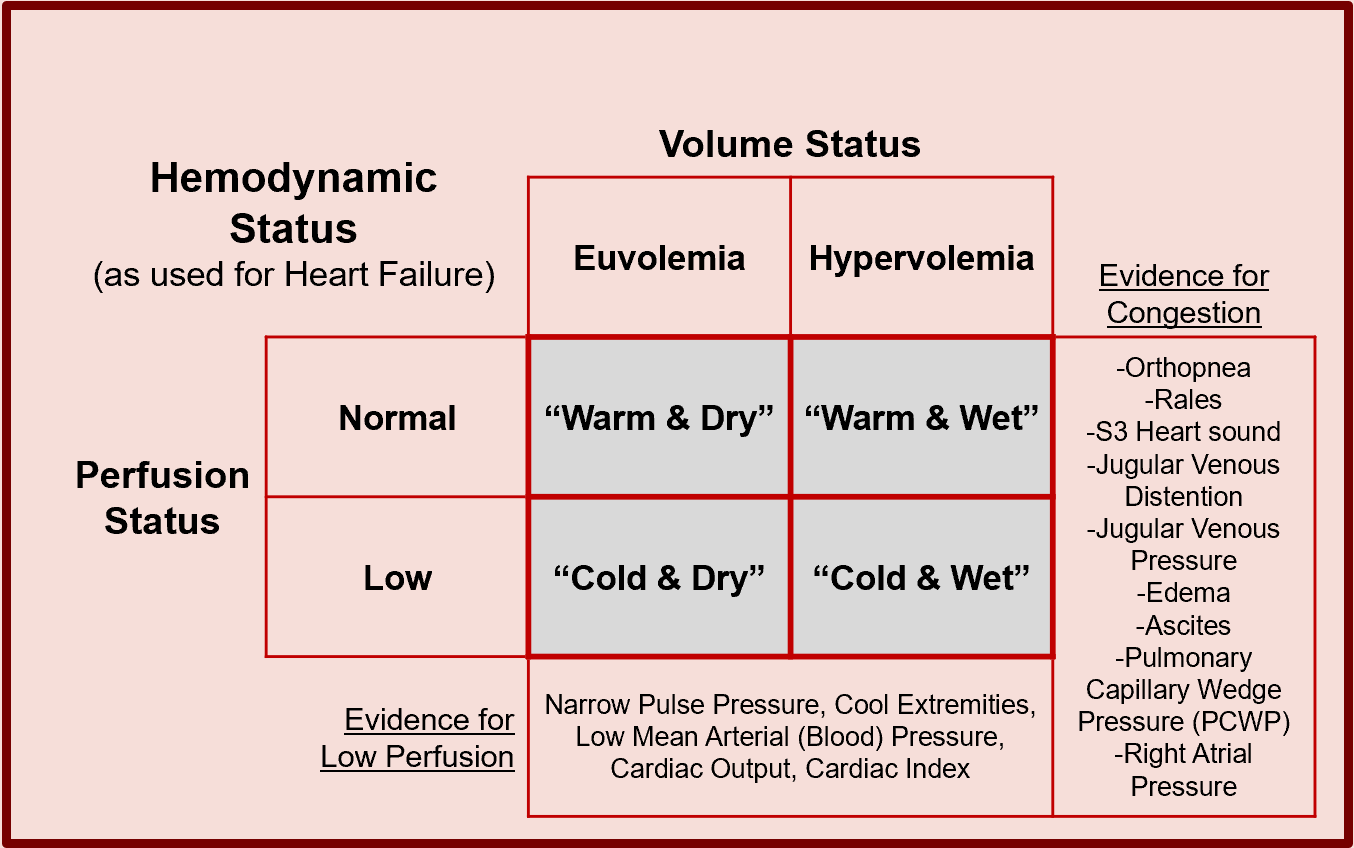 Volume Status
Hemodynamic
Status
(as used for Heart Failure)
Euvolemia
Hypervolemia
Evidence for
Congestion
Perfusion
Status
Normal
“Warm & Dry”
“Warm & Wet”
Low
“Cold & Dry”
“Cold & Wet”
-Orthopnea
-Rales
-S3 Heart sound
-Jugular Venous
Distention
-Jugular Venous
Pressure
-Edema
-Ascites
-Pulmonary
Capillary Wedge
Pressure (PCWP)
-Right Atrial
Pressure
Evidence for
Low Perfusion
Narrow Pulse Pressure, Cool Extremities,
Low Mean Arterial (Blood) Pressure,
Cardiac Output, Cardiac Index